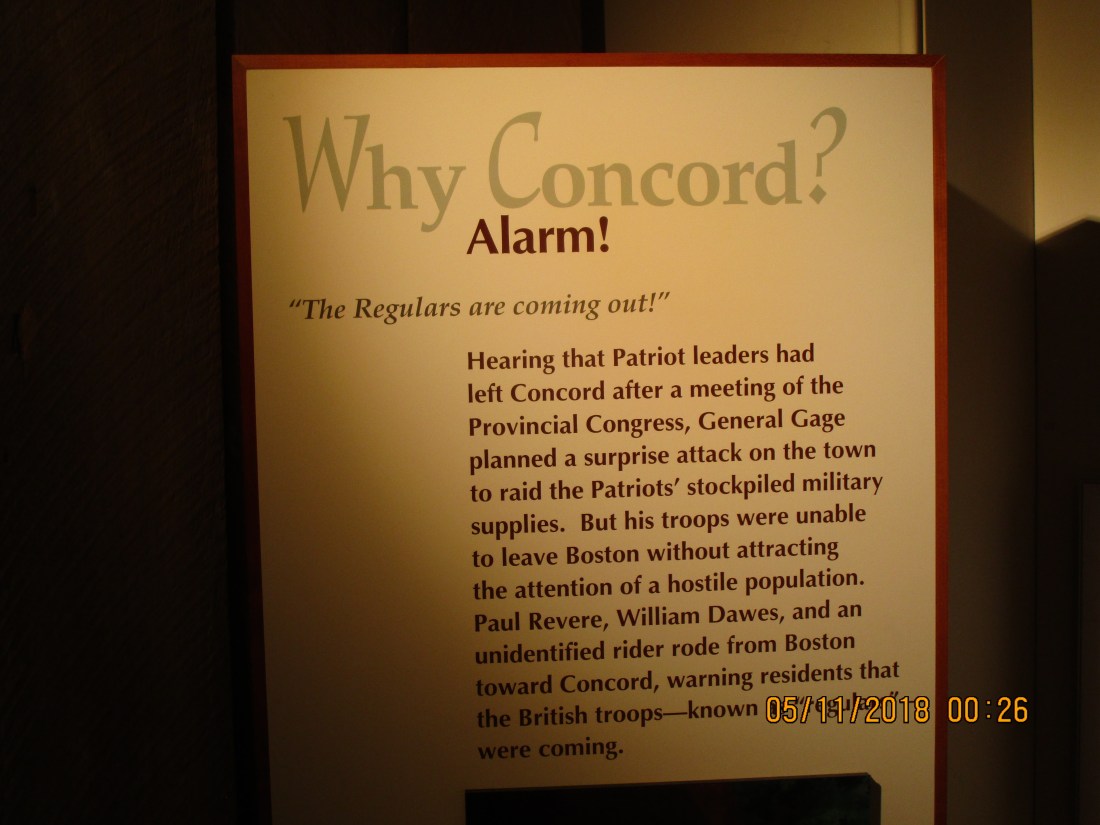 Why Concord?
Alarm!
“The Regulars are coming out!”
Hearing that Patriot leaders had
left Concord after a meeting of the
Provincial Congress, General Gage
planned a surprise attack on the town
to raid the Patriots’ stockpiled military
supplies. But his troops were unable
to leave Boston without attracting
the attention of a hostile population.
Paul Revere, William Dawes, and an
unidentified rider rode from Boston
toward Concord, warning residents that
the British troops—known
were coming.
05/11/2018 00:26